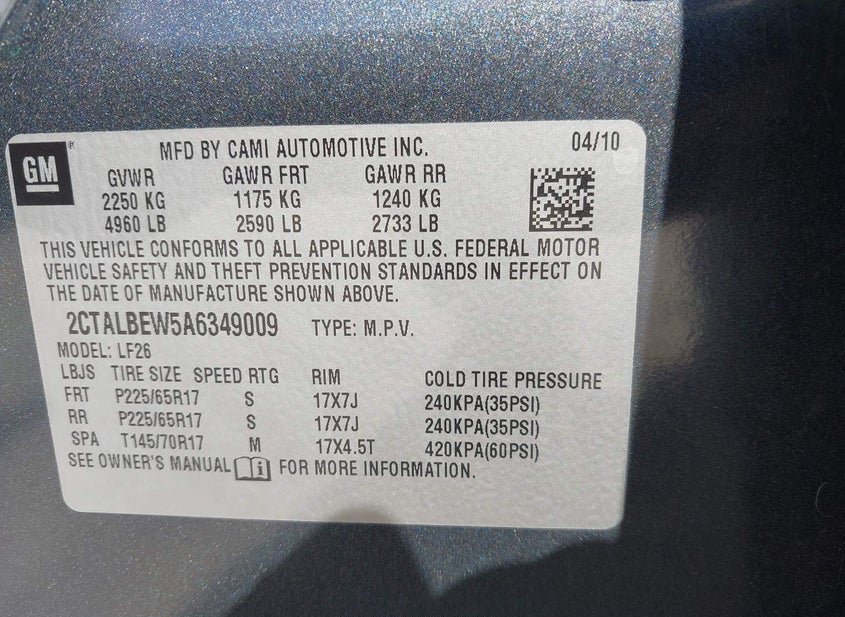 GM®
MFD BY CAMI AUTOMOTIVE INC. 04/10
GVWR GAWR FRT GAWR RR
2250 KG 1175 KG 1240 KG
4960 LB 2590 LB 2733 LB
THIS VEHICLE CONFORMS TO ALL APPLICABLE U.S. FEDERAL MOTOR
VEHICLE SAFETY AND THEFT PREVENTION STANDARDS IN EFFECT ON
THE DATE OF MANUFACTURE SHOWN ABOVE.
2CTALBEW5A6349009 TYPE: M.P.V.
MODEL: LF26
LBJS TIRE SIZE SPEED RTG RIM COLD TIRE PRESSURE
FRT P225/65R17 S 17X7J 240KPA(35PSI)
RR P225/65R17 S 17X7J 240KPA(35PSI)
SPA T145/70R17 M 17X4.5T 420KPA(60PSI)
SEE OWNER'S MANUAL i FOR MORE INFORMATION.